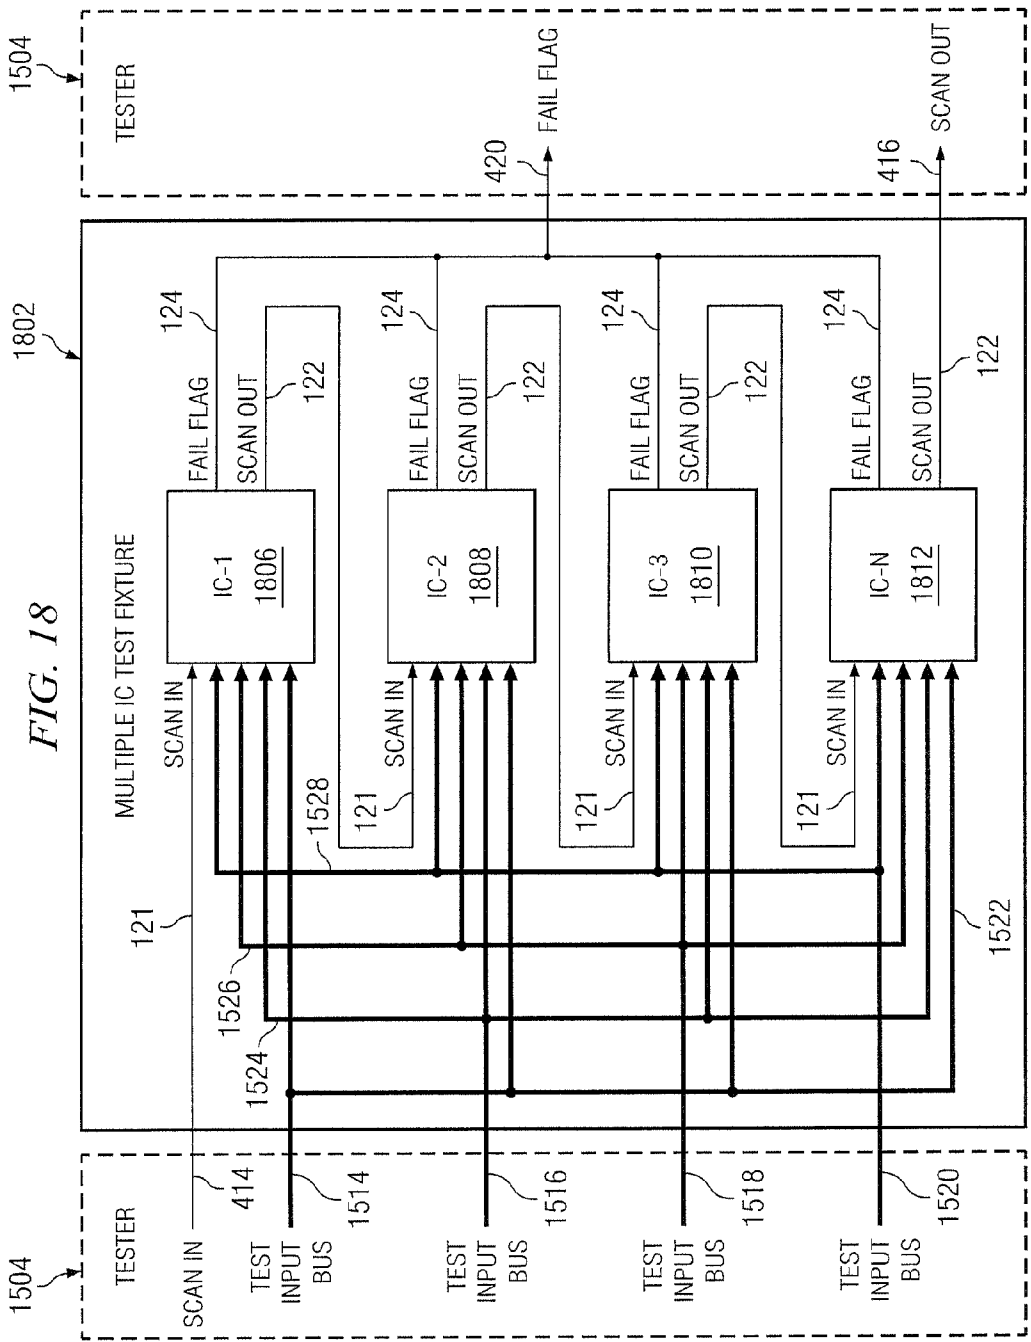 FIG. 18
1504
TESTER
SCAN IN
414
TEST
INPUT
BUS
1514
TEST
INPUT
BUS
1516
TEST
INPUT
BUS
1518
TEST
INPUT
BUS
1520
1802
MULTIPLE IC TEST FIXTURE
121
1524
1526
1528
1522
SCAN IN
IC-1
1806
FAIL FLAG
124
SCAN OUT
122
121
SCAN IN
IC-2
1808
FAIL FLAG
124
SCAN OUT
122
121
SCAN IN
IC-3
1810
FAIL FLAG
124
SCAN OUT
122
121
SCAN IN
IC-N
1812
FAIL FLAG
124
SCAN OUT
122
1504
TESTER
420
FAIL FLAG
416
SCAN OUT